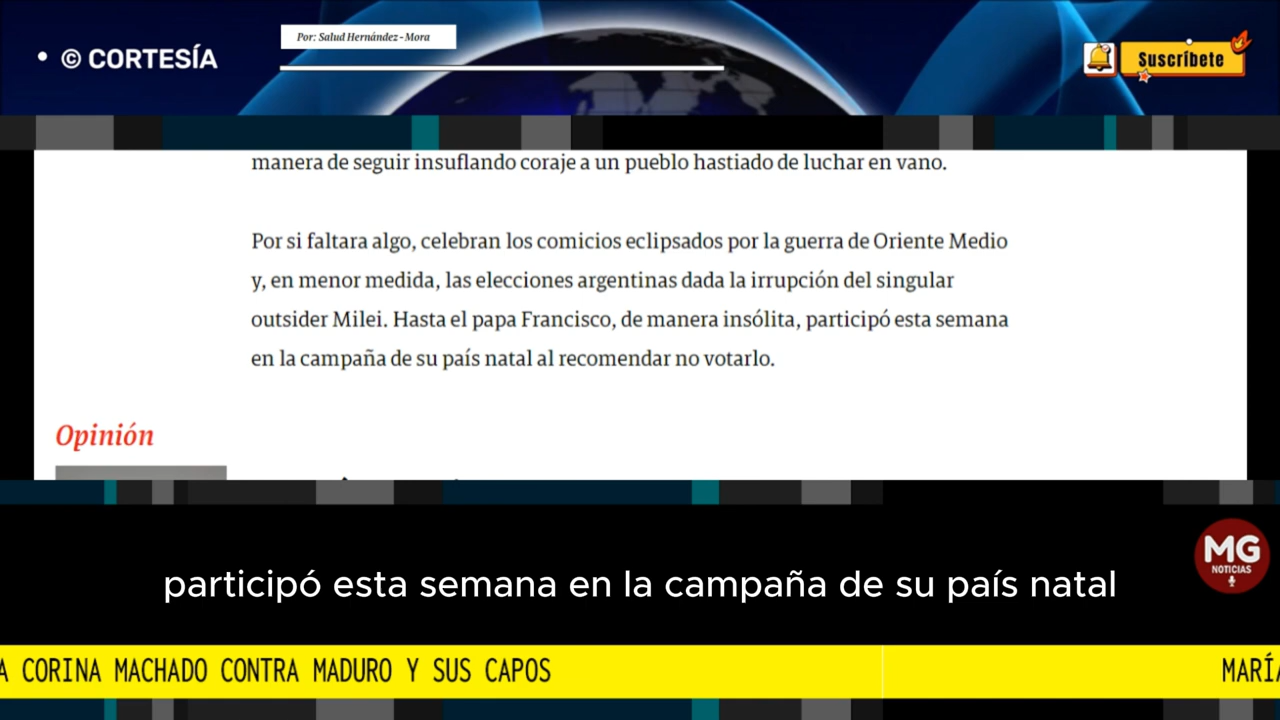 • © CORTESÍA
Por: Salud Hernández - Mora
Suscríbete
manera de seguir insuflando coraje a un pueblo hastiado de luchar en vano.
Por si faltara algo, celebran los comicios eclipsados por la guerra de Oriente Medio
y, en menor medida, las elecciones argentinas dada la irrupción del singular
outsider Milei. Hasta el papa Francisco, de manera insólita, participó esta semana
en la campaña de su país natal al recomendar no votarlo.
Opinión
MG
NOTICIAS
participó esta semana en la campaña de su país natal
A CORINA MACHADO CONTRA MADURO Y SUS CAPOS
MARÍA